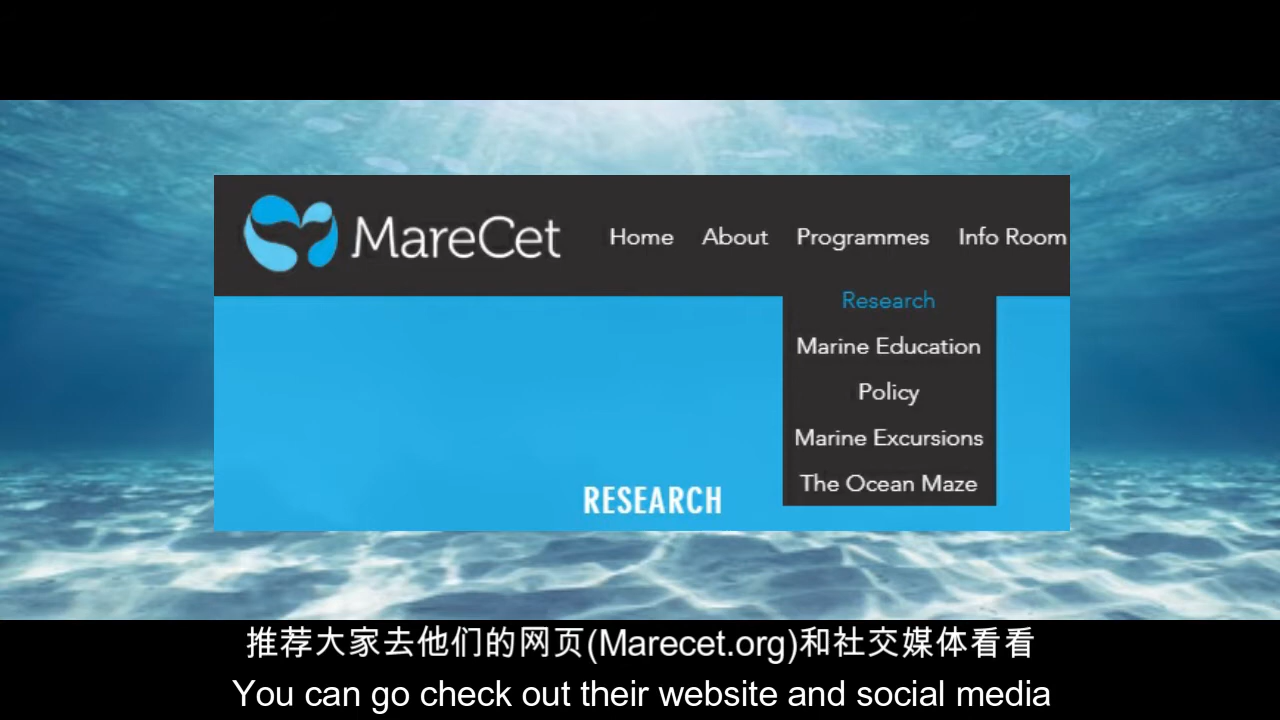 MareCet
Home About Programmes Info Room
Research
Marine Education
Policy
Marine Excursions
The Ocean Maze
RESEARCH
推荐大家去他们的网页(Marecet.org)和社交媒体看看
You can go check out their website and social media